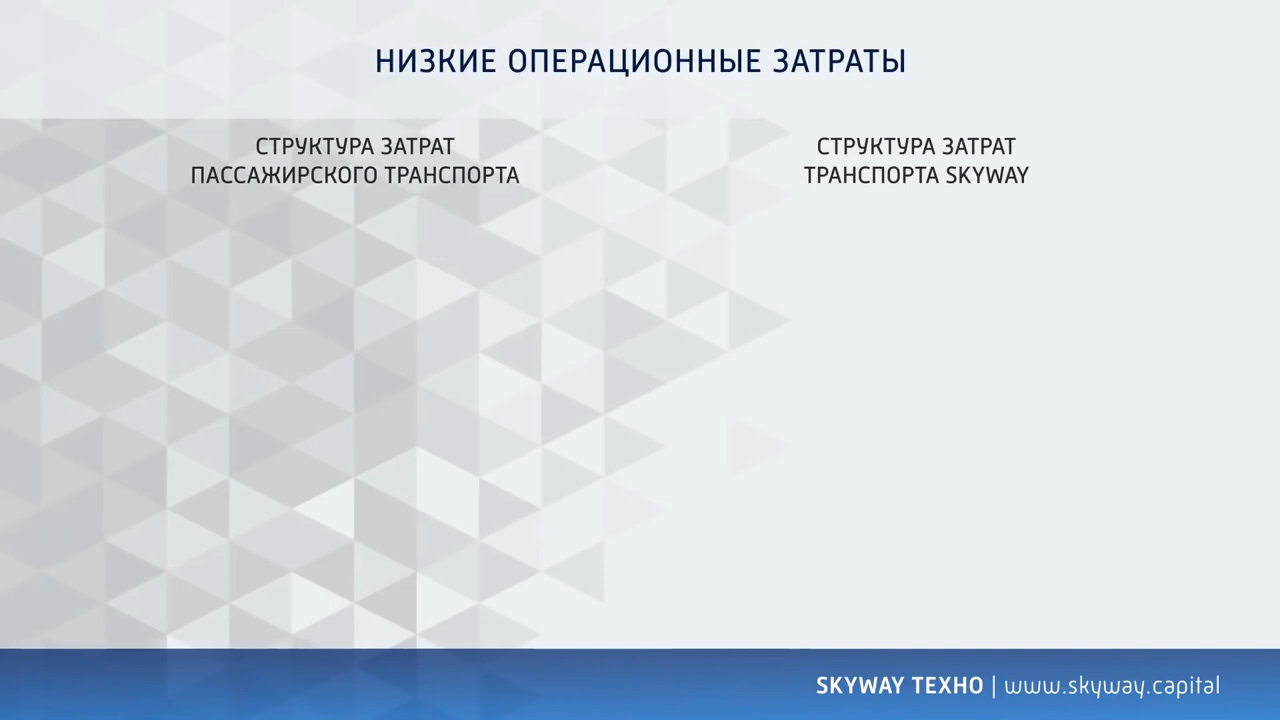 НИЗКИЕ ОПЕРАЦИОННЫЕ ЗАТРАТЫ
СТРУКТУРА ЗАТРАТ
ПАССАЖИРСКОГО ТРАНСПОРТА
СТРУКТУРА ЗАТРАТ
ТРАНСПОРТА SKYWAY
SKYWAY ТЕХНО | www.skyway.capital